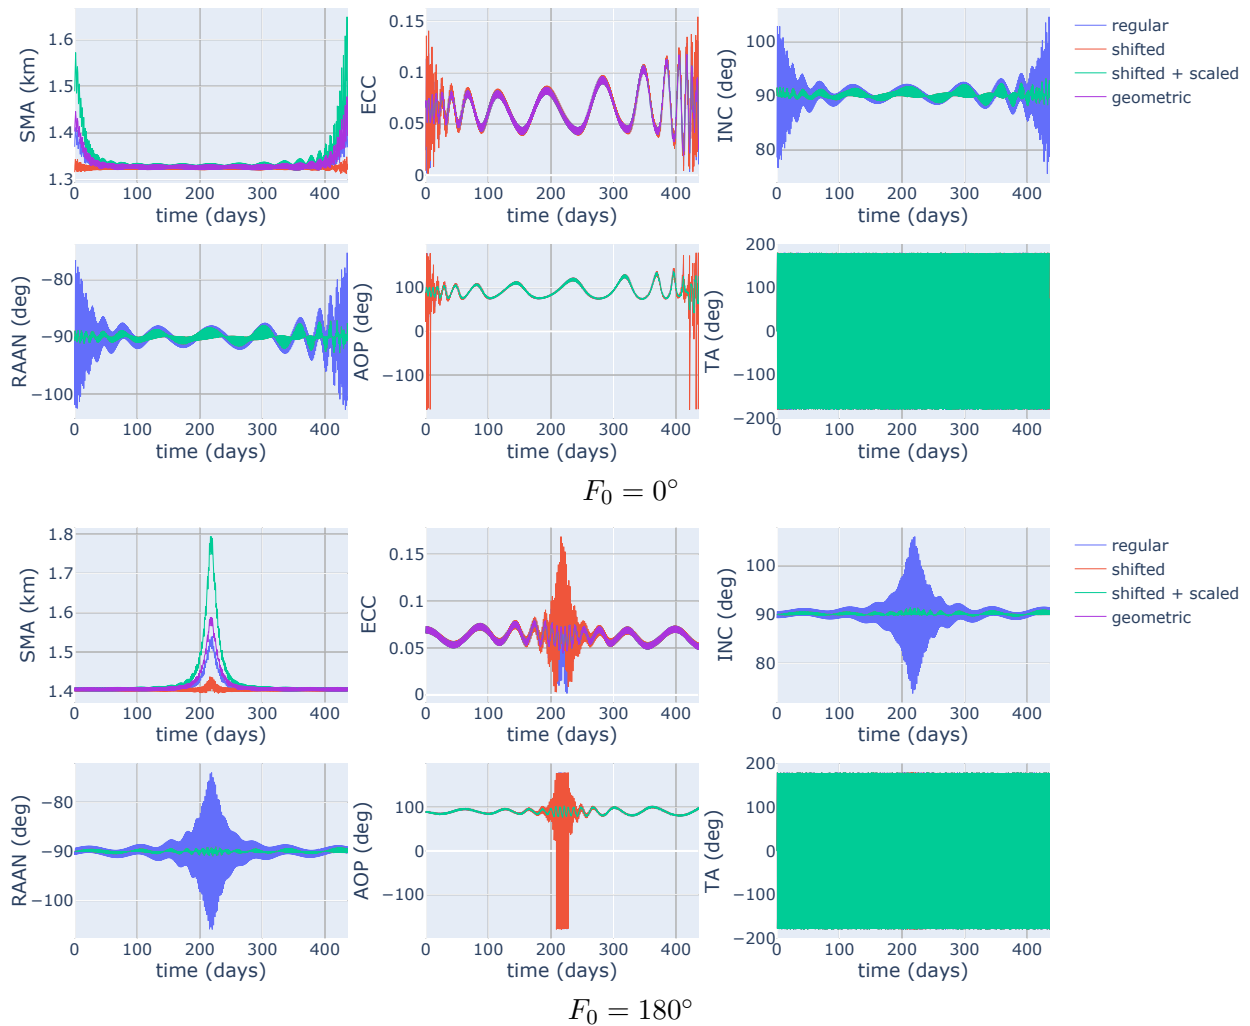 SMA (km)
1.6
1.5
1.4
1.3
0 100 200 300 400
time (days)
ECC
0.15
0.1
0.05
0
0 100 200 300 400
time (days)
INC (deg)
100
90
80
0 100 200 300 400
time (days)
regular
shifted
shifted + scaled
geometric
RAAN (deg)
−80
−90
−100
0 100 200 300 400
time (days)
AOP (deg)
100
0
−100
0 100 200 300 400
time (days)
TA (deg)
200
100
0
−100
−200
0 100 200 300 400
time (days)
F₀ = 0°
SMA (km)
1.8
1.7
1.6
1.5
1.4
0 100 200 300 400
time (days)
ECC
0.15
0.1
0.05
0
0 100 200 300 400
time (days)
INC (deg)
100
90
80
0 100 200 300 400
time (days)
regular
shifted
shifted + scaled
geometric
RAAN (deg)
−80
−90
−100
0 100 200 300 400
time (days)
AOP (deg)
100
0
−100
0 100 200 300 400
time (days)
TA (deg)
200
100
0
−100
−200
0 100 200 300 400
time (days)
F₀ = 180°